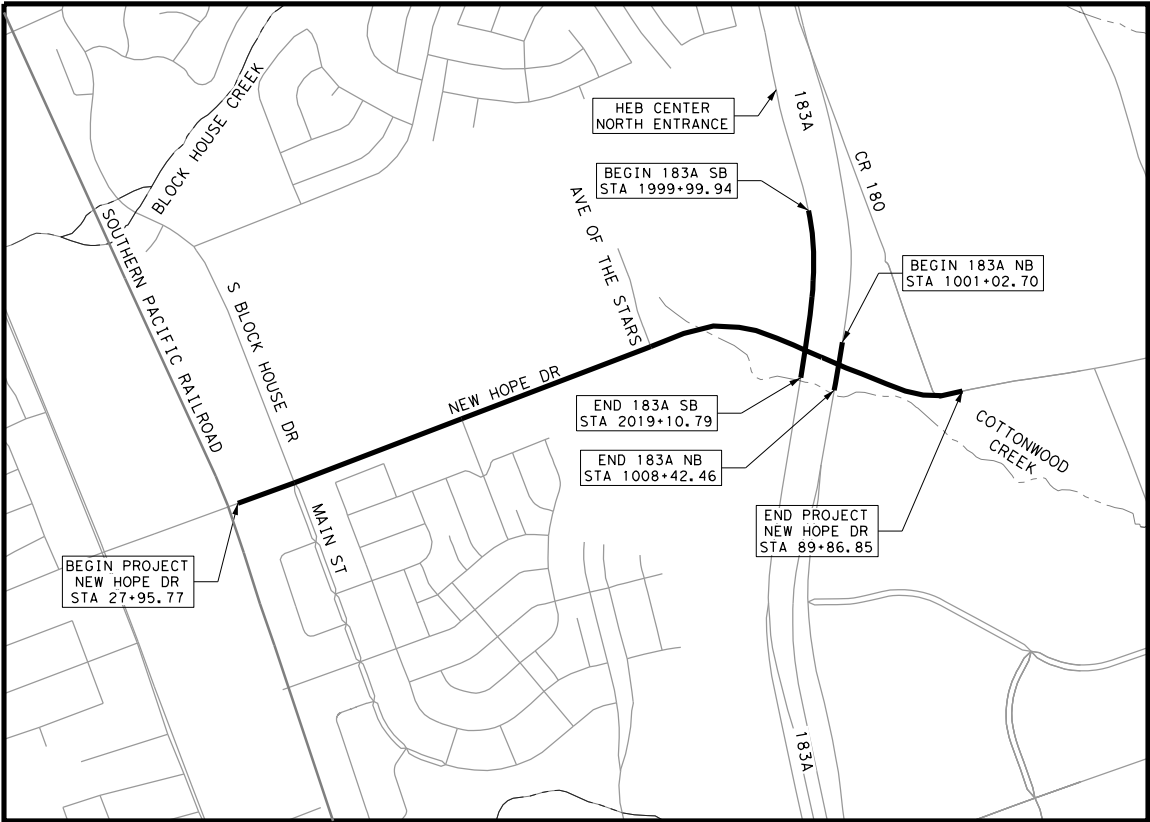 HEB CENTER
NORTH ENTRANCE
183A
BLOCK HOUSE CREEK
CR 180
BEGIN 183A SB
STA 1999+99.94
AVE OF THE STARS
SOUTHERN PACIFIC RAILROAD
BEGIN 183A NB
STA 1001+02.70
S BLOCK HOUSE DR
NEW HOPE DR
END 183A SB
STA 2019+10.79
COTTONWOOD
CREEK
END 183A NB
STA 1008+42.46
MAIN ST
END PROJECT
NEW HOPE DR
STA 89+86.85
BEGIN PROJECT
NEW HOPE DR
STA 27+95.77
183A